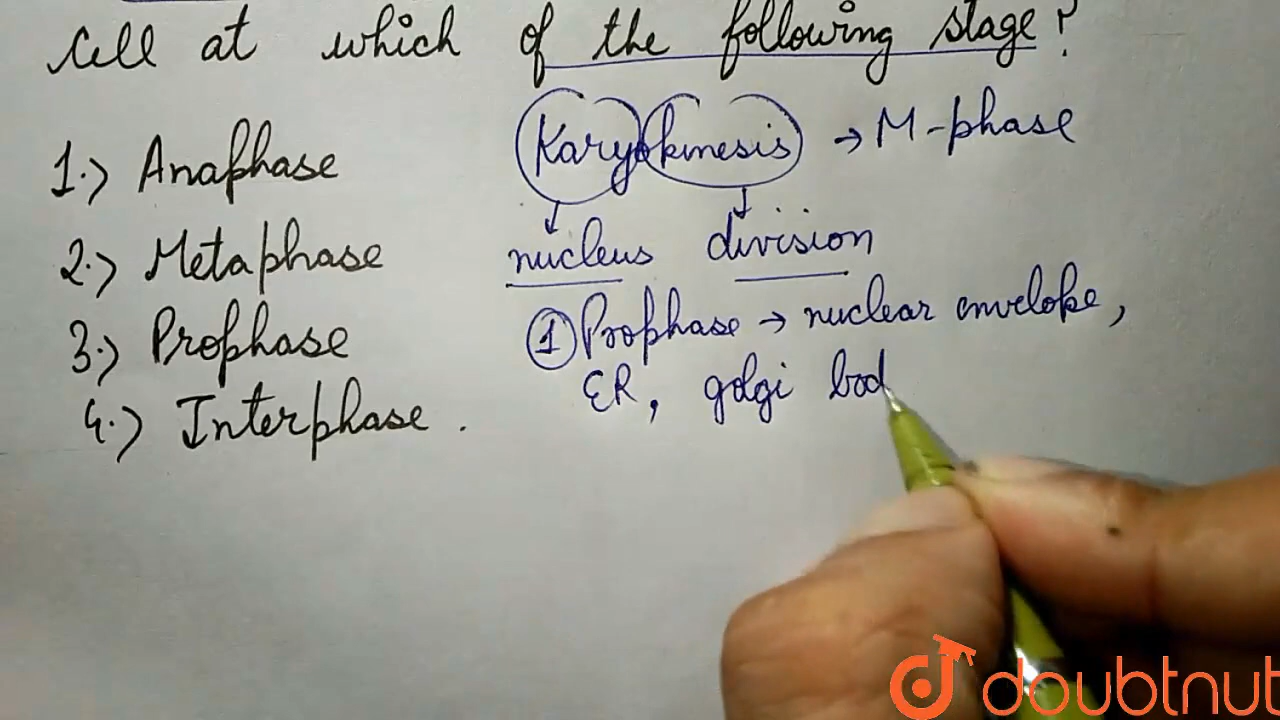 cell at which of the following stage?
Karyokinesis → M-phase
1.) Anaphase
nucleus division
2.) Metaphase
① Prophase → nuclear envelope,
3.) Prophase
ER, golgi bod
4.) Interphase.
doubtnut